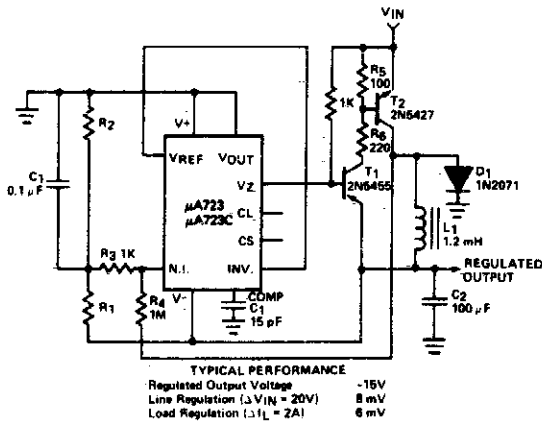 VIN
R5
100
T2
2N5427
1K
R6
220
R2
V+
VREF
VOUT
T1
2N5455
D1
1N2071
C1
0.1 µF
VZ
µA723
µA723C
CL
CS
L1
1.2 mH
R3 1K
REGULATED
OUTPUT
N.I.
INV.
R1
R4
1M
V-
COMP
C1
15 pF
C2
100 µF
TYPICAL PERFORMANCE
Regulated Output Voltage -15V
Line Regulation (ΔVIN = 20V) 8 mV
Load Regulation (ΔIL = 2A) 6 mV